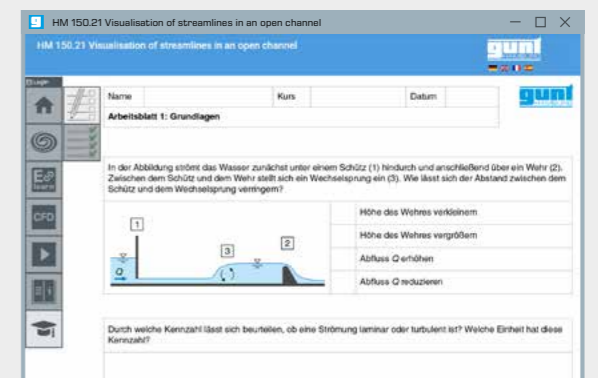 HM 150.21 Visualisation of streamlines in an open channel
HM 150.21 Visualisation of streamlines in an open channel
gunt
HAMBURG
Login
Name Kurs Datum
gunt
HAMBURG
Arbeitsblatt 1: Grundlagen
E
learn
CFD
In der Abbildung strömt das Wasser zunächst unter einem Schütz (1) hindurch und anschließend über ein Wehr (2).
Zwischen dem Schütz und dem Wehr stellt sich ein Wechselsprung ein (3). Wie lässt sich der Abstand zwischen dem
Schütz und dem Wechselsprung verringern?
Höhe des Wehres verkleinern
Höhe des Wehres vergrößern
Abfluss Q erhöhen
Abfluss Q reduzieren
1
2
3
Q
Durch welche Kennzahl lässt sich beurteilen, ob eine Strömung laminar oder turbulent ist? Welche Einheit hat diese
Kennzahl?